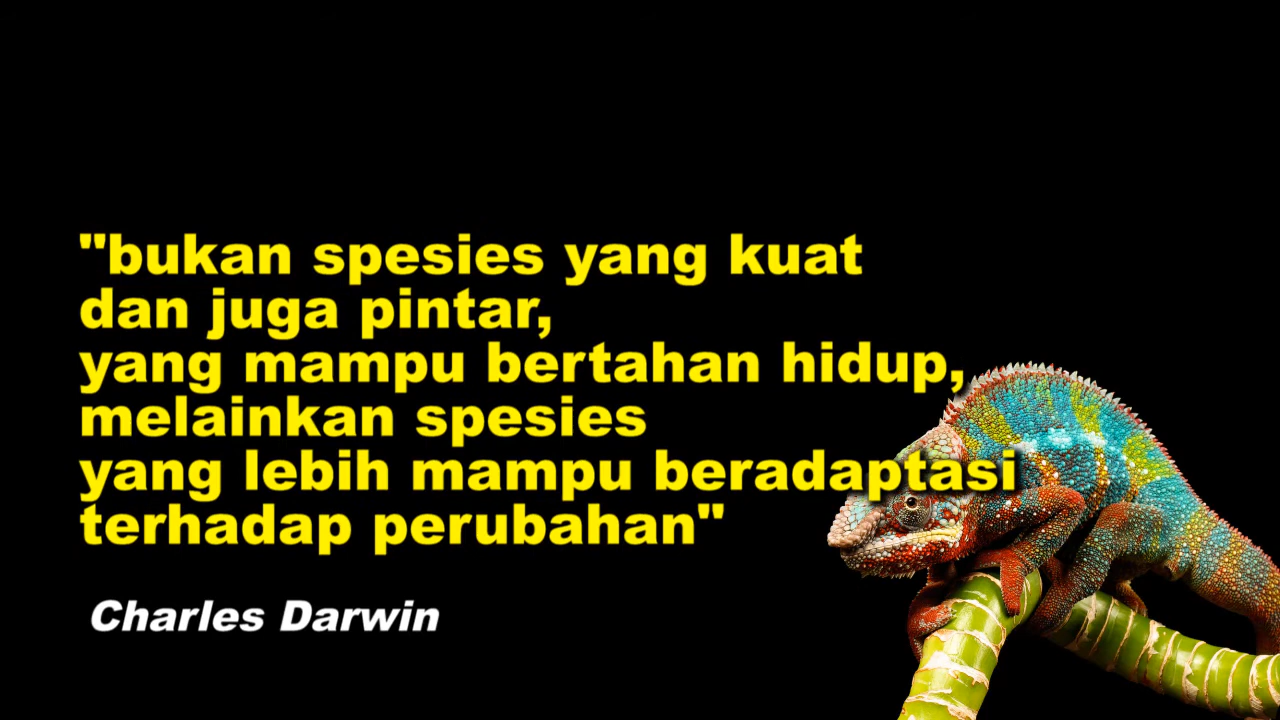 "bukan spesies yang kuat
dan juga pintar,
yang mampu bertahan hidup,
melainkan spesies
yang lebih mampu beradaptasi
terhadap perubahan"
Charles Darwin